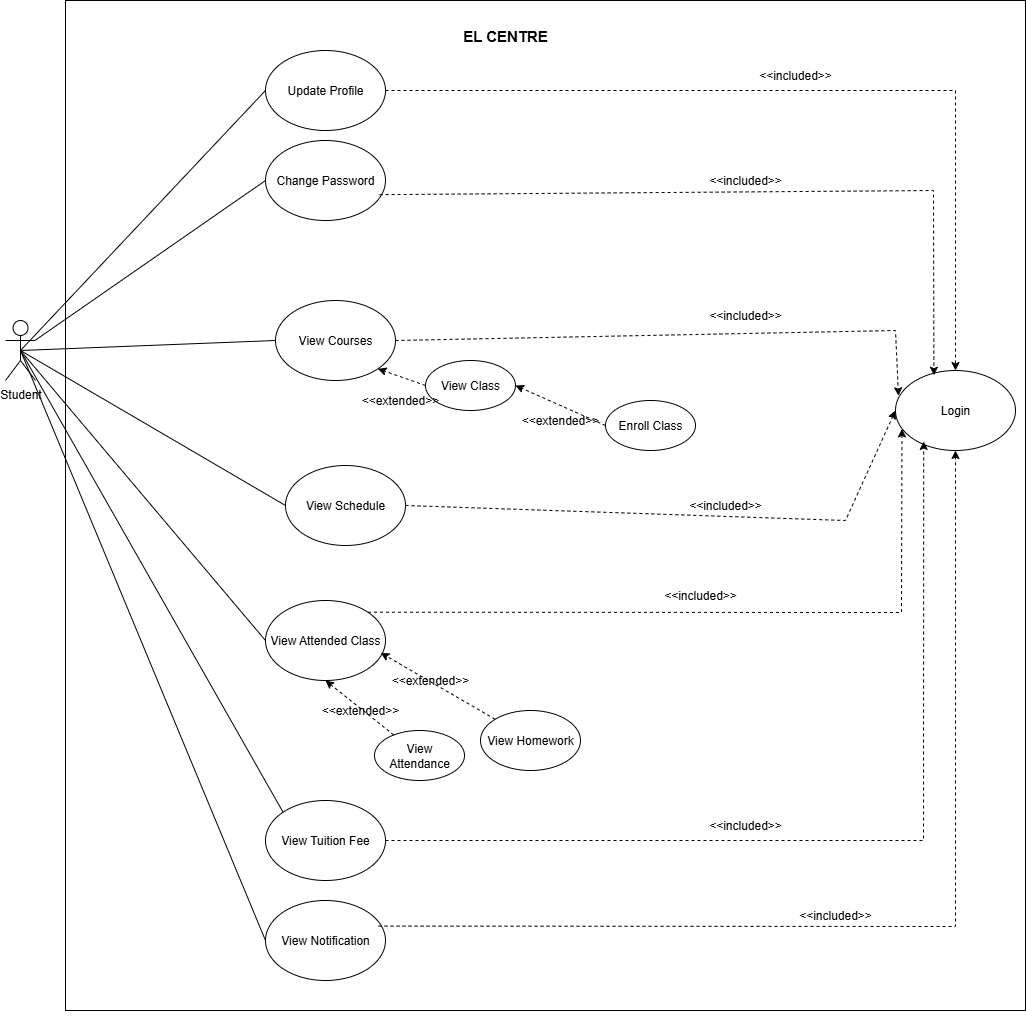 EL CENTRE
Update Profile
<<included>>
Change Password
<<included>>
View Courses
<<included>>
View Class
<<extended>>
Enroll Class
<<extended>>
Login
Student
View Schedule
<<included>>
View Attended Class
<<included>>
<<extended>>
<<extended>>
View
Attendance
View Homework
View Tuition Fee
<<included>>
View Notification
<<included>>